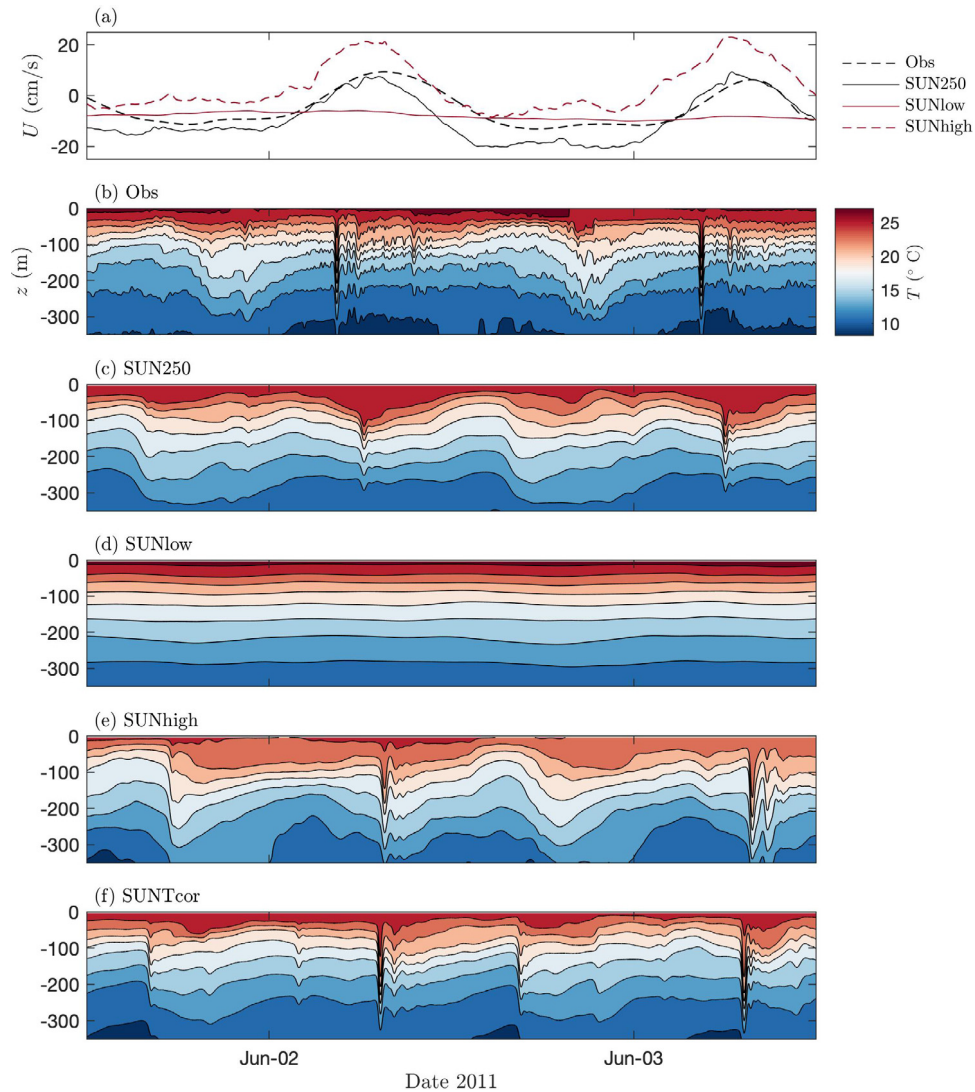 (a)
20
0
-20
U (cm/s)
Obs
SUN250
SUNlow
SUNhigh
(b) Obs
0
-100
-200
-300
z (m)
25
20
15
10
T (° C)
(c) SUN250
0
-100
-200
-300
(d) SUNlow
0
-100
-200
-300
(e) SUNhigh
0
-100
-200
-300
(f) SUNTcor
0
-100
-200
-300
Jun-02 Jun-03
Date 2011